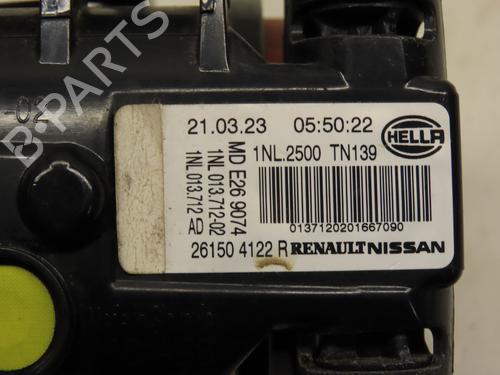 B-PARTS
-02
21.03.23 05:50:22
HELLA
1NL.2500 TN139
MD E26 9074
1NL 013.712-02
1NL 013.712 AD
0137120201667090
26150 4122 R RENAULT NISSAN